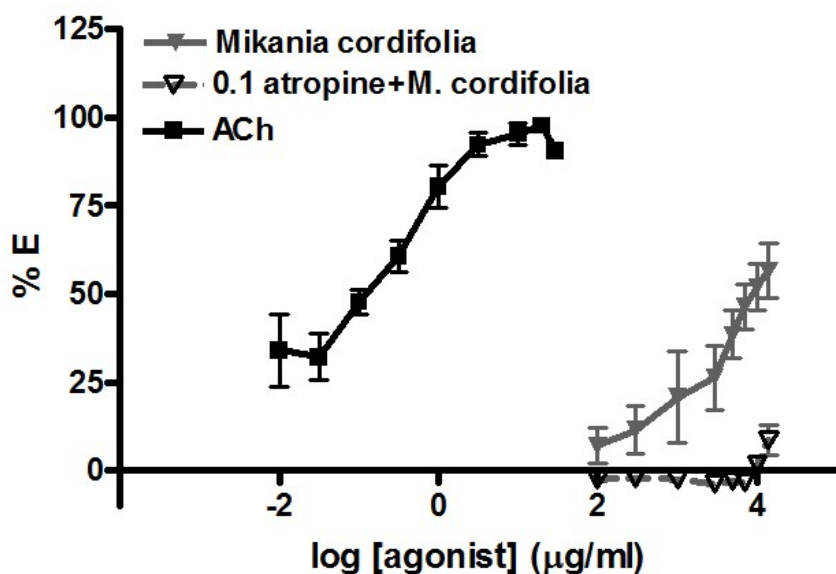 125
Mikania cordifolia
0.1 atropine+M. cordifolia
100
ACh
75
% E
50
25
0
-2 0 2 4
log [agonist] (µg/ml)